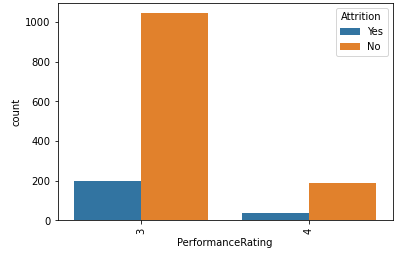 Attrition
Yes
No
count
1000
800
600
400
200
0
3
4
PerformanceRating